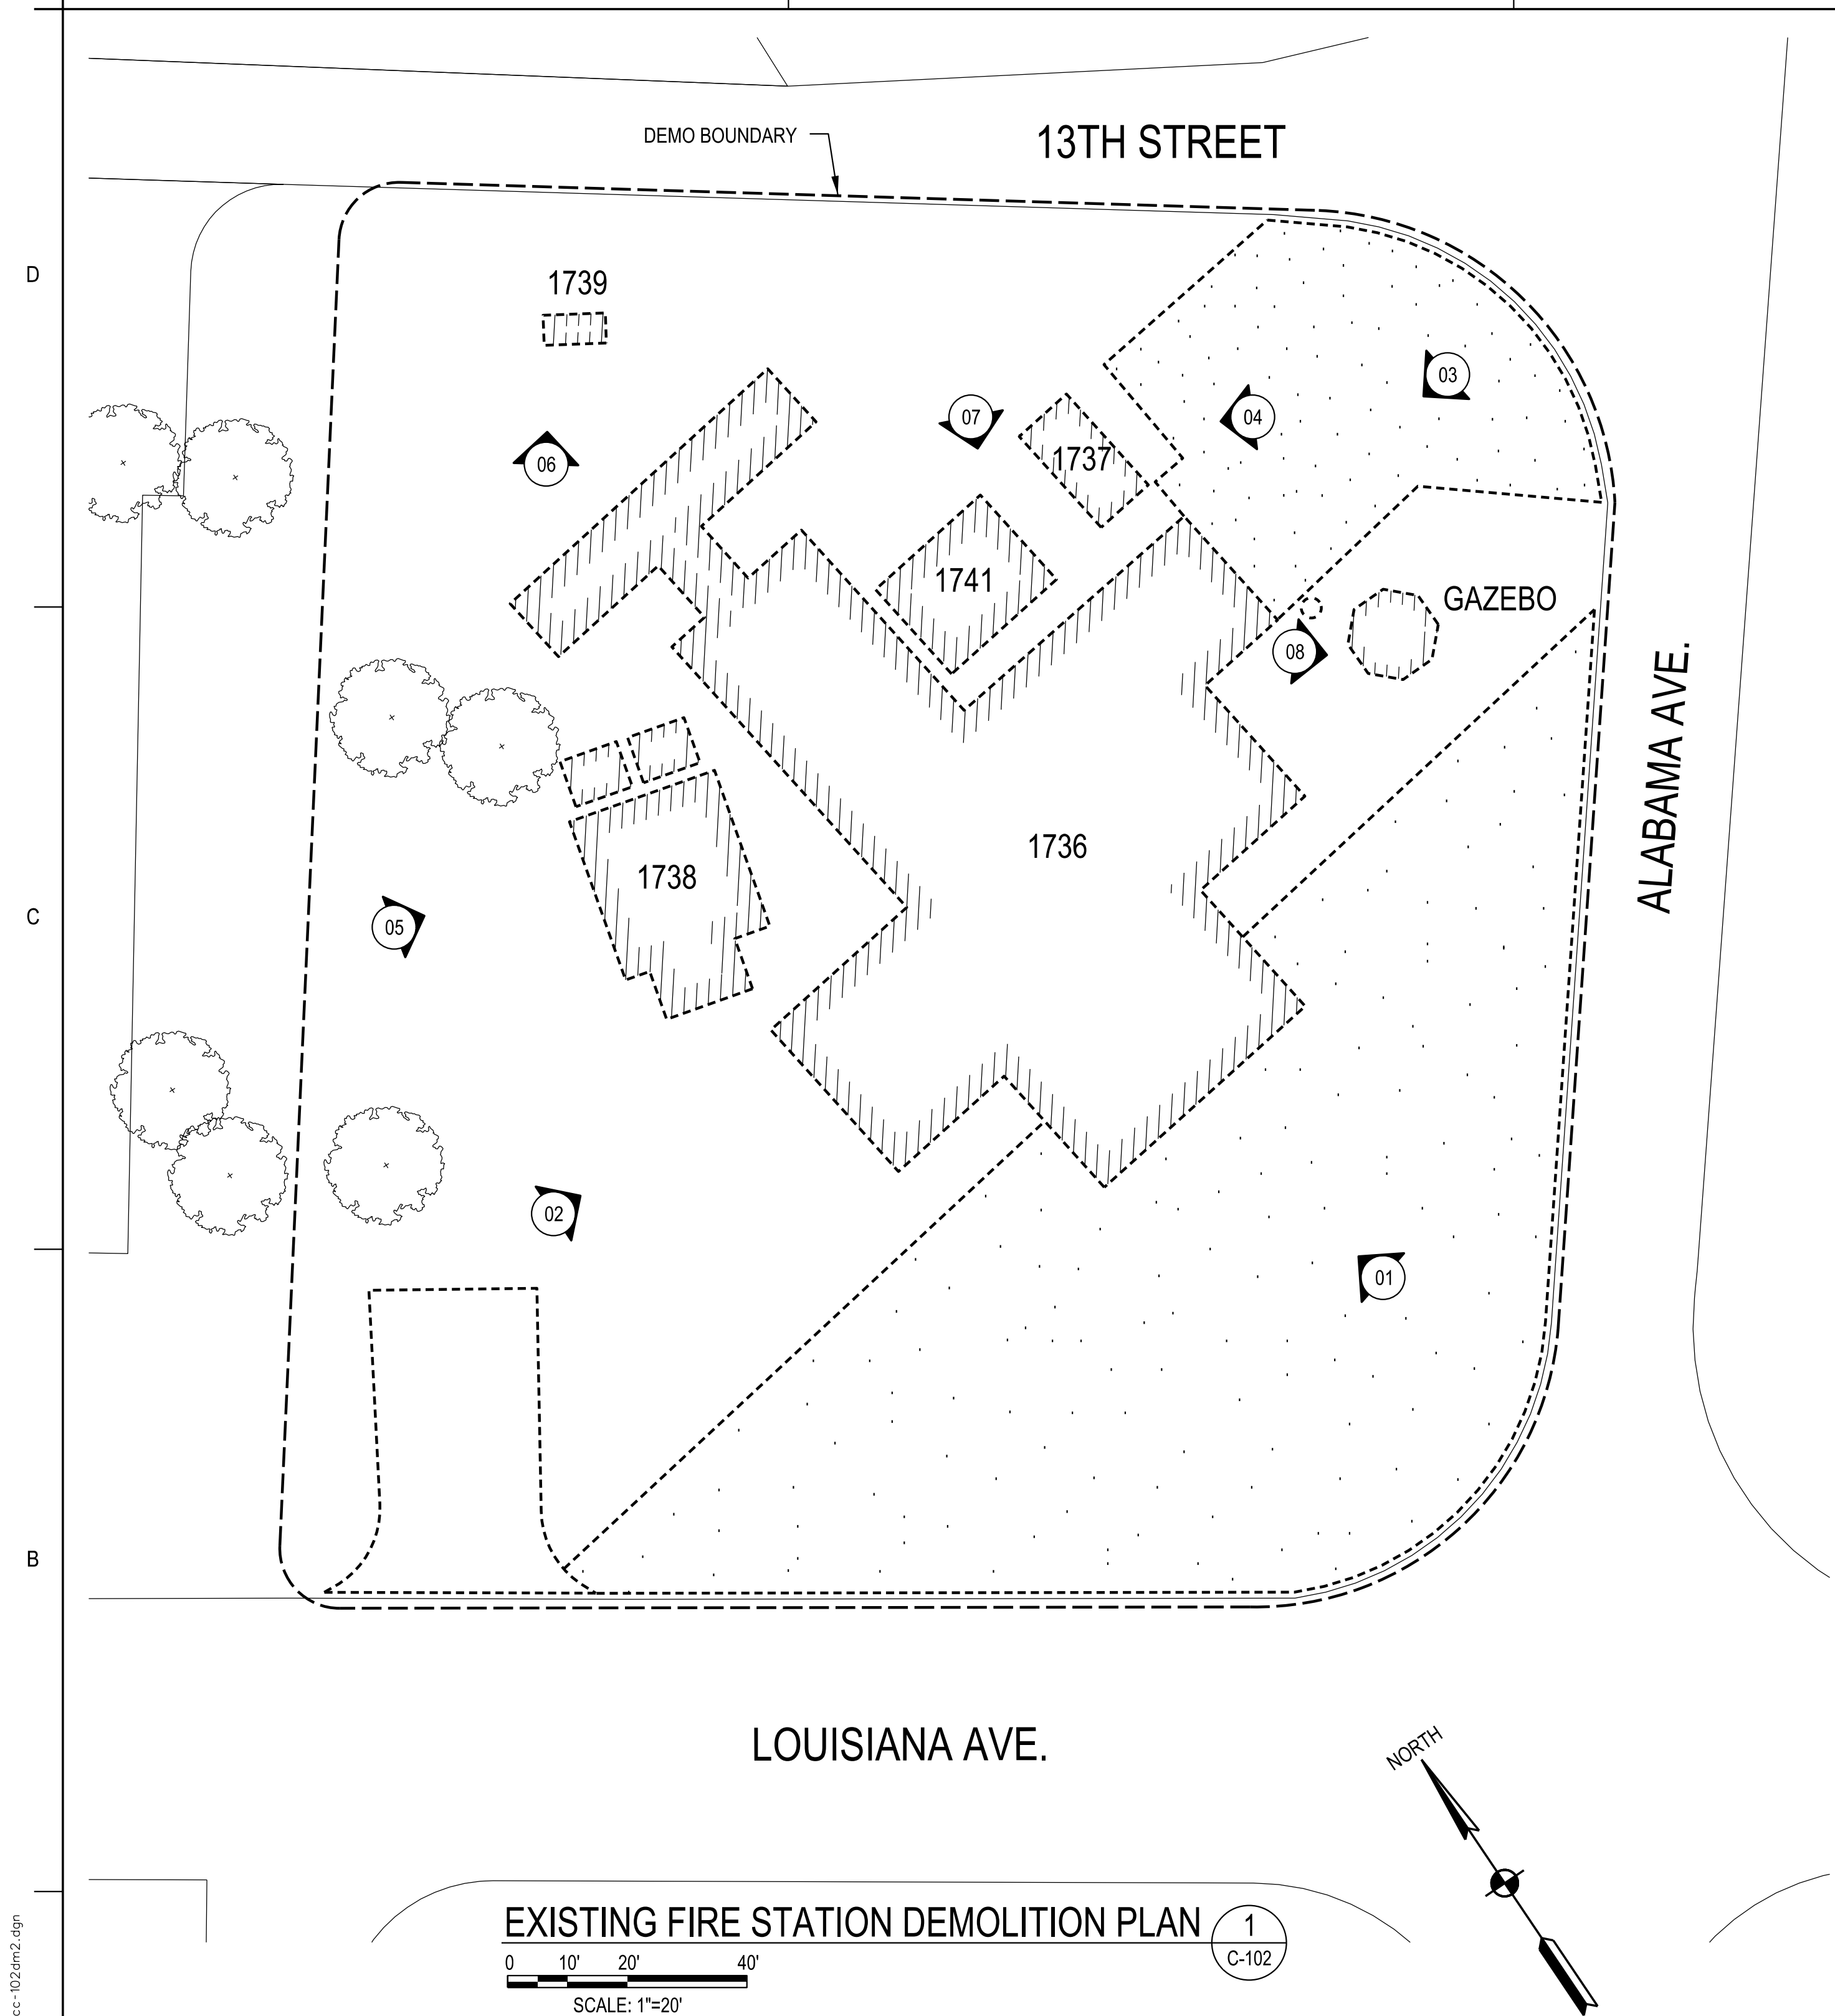 DEMO BOUNDARY
13TH STREET
D
1739
03
07
04
1737
06
1741
GAZEBO
08
ALABAMA AVE.
1736
1738
C
05
02
01
B
LOUISIANA AVE.
NORTH
EXISTING FIRE STATION DEMOLITION PLAN
1
C-102
0 10' 20' 40'
SCALE: 1"=20'
cc-102dm2.dgn